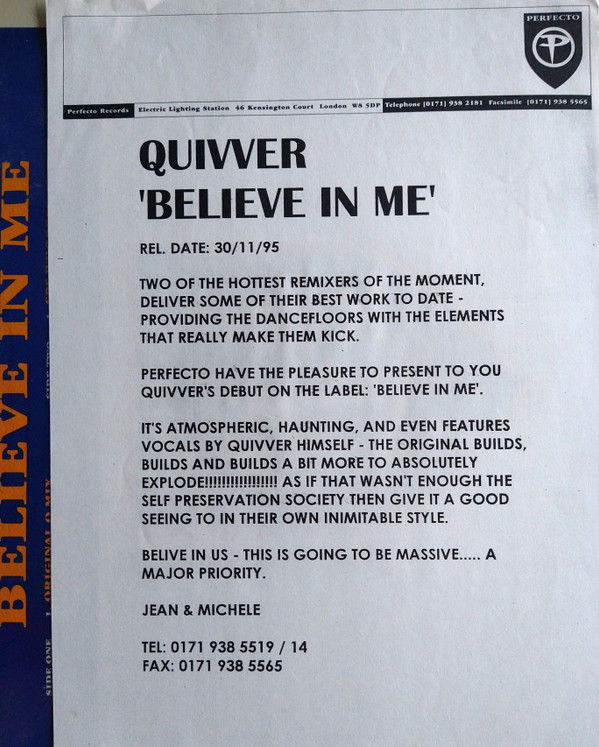 PERFECTO
Perfecto Records Electric Lighting Station 46 Kensington Court London W8 5DP Telephone [0171] 938 2181 Facsimile [0171] 938 5565
QUIVVER
'BELIEVE IN ME'
REL. DATE: 30/11/95
TWO OF THE HOTTEST REMIXERS OF THE MOMENT,
DELIVER SOME OF THEIR BEST WORK TO DATE -
PROVIDING THE DANCEFLOORS WITH THE ELEMENTS
THAT REALLY MAKE THEM KICK.
PERFECTO HAVE THE PLEASURE TO PRESENT TO YOU
QUIVVER'S DEBUT ON THE LABEL: 'BELIEVE IN ME'.
IT'S ATMOSPHERIC, HAUNTING, AND EVEN FEATURES
VOCALS BY QUIVVER HIMSELF - THE ORIGINAL BUILDS,
BUILDS AND BUILDS A BIT MORE TO ABSOLUTELY
EXPLODE!!!!!!!!!!!!!!!!! AS IF THAT WASN'T ENOUGH THE
SELF PRESERVATION SOCIETY THEN GIVE IT A GOOD
SEEING TO IN THEIR OWN INIMITABLE STYLE.
BELIVE IN US - THIS IS GOING TO BE MASSIVE..... A
MAJOR PRIORITY.
JEAN & MICHELE
TEL: 0171 938 5519 / 14
FAX: 0171 938 5565
BELIEVE IN ME
SIDE ONE 1 ORIGINAL Q MIX
SIDE TWO